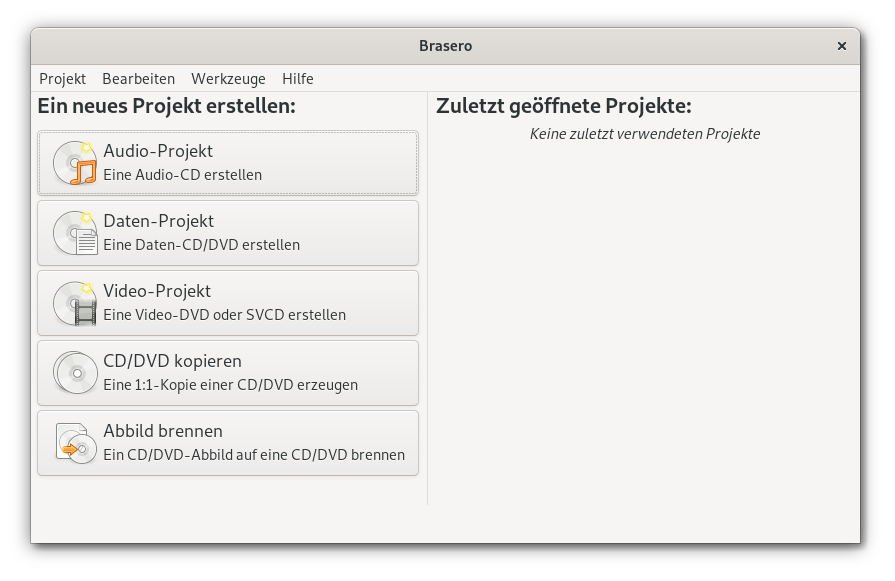 Brasero
Projekt Bearbeiten Werkzeuge Hilfe
Ein neues Projekt erstellen:
Audio-Projekt
Eine Audio-CD erstellen
Daten-Projekt
Eine Daten-CD/DVD erstellen
Video-Projekt
Eine Video-DVD oder SVCD erstellen
CD/DVD kopieren
Eine 1:1-Kopie einer CD/DVD erzeugen
Abbild brennen
Ein CD/DVD-Abbild auf eine CD/DVD brennen
Zuletzt geöffnete Projekte:
Keine zuletzt verwendeten Projekte